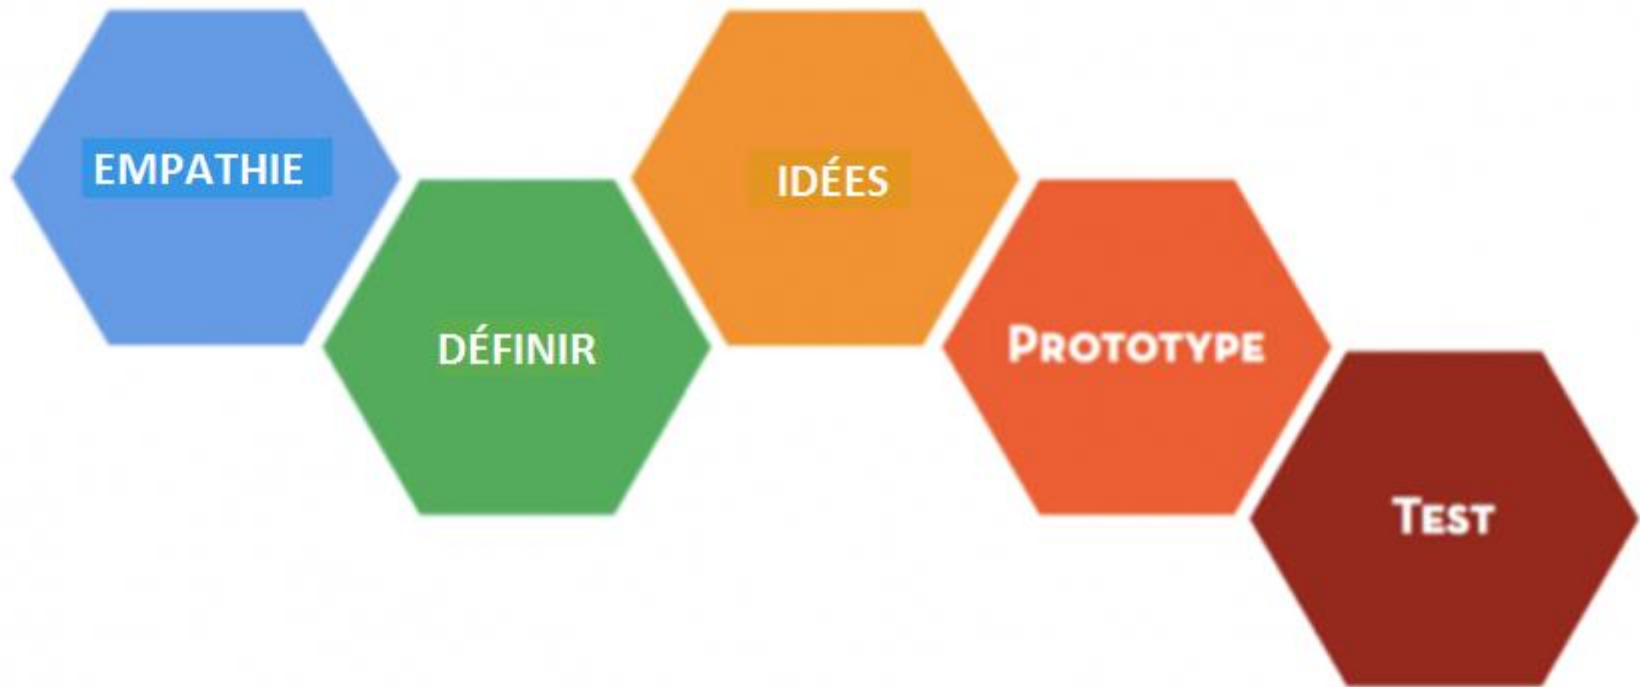 EMPATHIE
DÉFINIR
IDÉES
PROTOTYPE
TEST